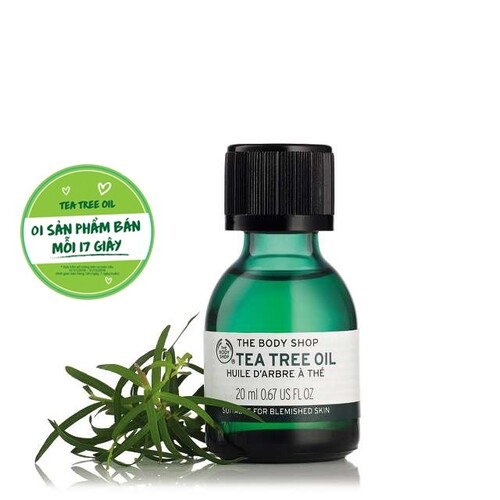 TEA TREE OIL
01 SẢN PHẨM BÁN
MỖI 17 GIÂY
THE BODY SHOP
THE
BODY
SHOP
®
TEA TREE OIL
HUILE D'ARBRE À THÉ
20 ml 0.67 US FL OZ
SUITABLE FOR BLEMISHED SKIN